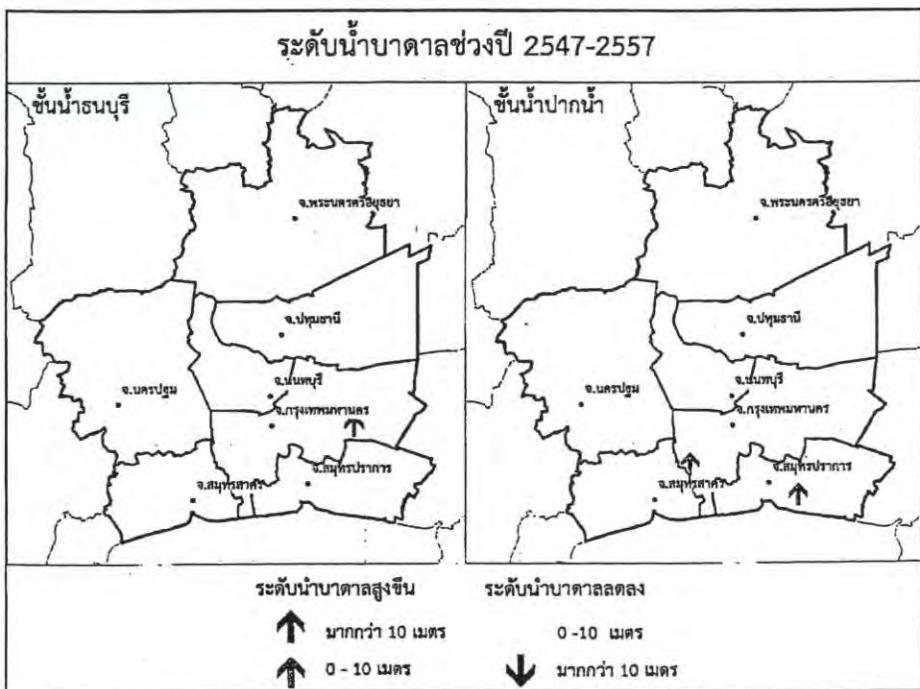 ระดับน้ำบาดาลช่วงปี 2547-2557
ชั้นน้ำธนบุรี
จ.พระนครศรีอยุธยา
จ.ปทุมธานี
จ.นนทบุรี
จ.นครปฐม
จ.กรุงเทพมหานคร
จ.สมุทรปราการ
จ.สมุทรสาคร
ชั้นน้ำปากน้ำ
จ.พระนครศรีอยุธยา
จ.ปทุมธานี
จ.นนทบุรี
จ.นครปฐม
จ.กรุงเทพมหานคร
จ.สมุทรปราการ
จ.สมุทรสาคร
ระดับน้ำบาดาลสูงขึ้น ระดับน้ำบาดาลลดลง
มากกว่า 10 เมตร 0 -10 เมตร
0 - 10 เมตร มากกว่า 10 เมตร